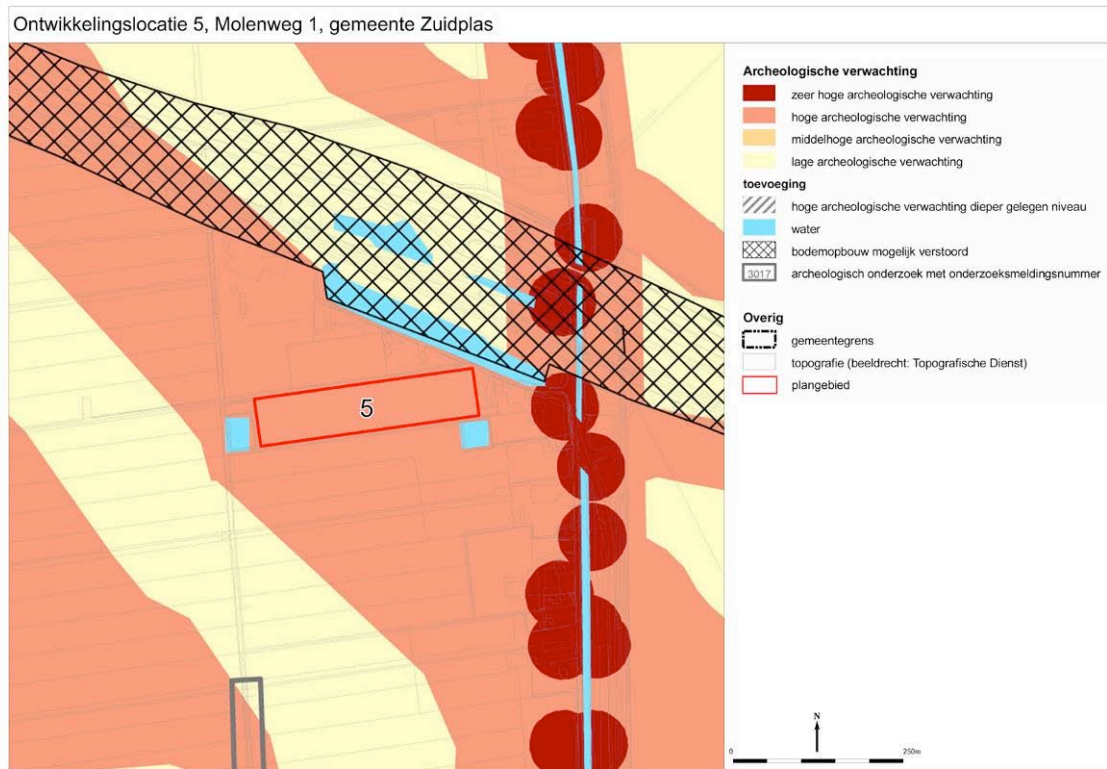 Ontwikkelingslocatie 5, Molenweg 1, gemeente Zuidplas
5
Archeologische verwachting
zeer hoge archeologische verwachting
hoge archeologische verwachting
middelhoge archeologische verwachting
lage archeologische verwachting
toevoeging
hoge archeologische verwachting dieper gelegen niveau
water
bodemopbouw mogelijk verstoord
3017 archeologisch onderzoek met onderzoeksmeldingsnummer
Overig
gemeentegrens
topografie (beeldrecht: Topografische Dienst)
plangebied
N
0 250m